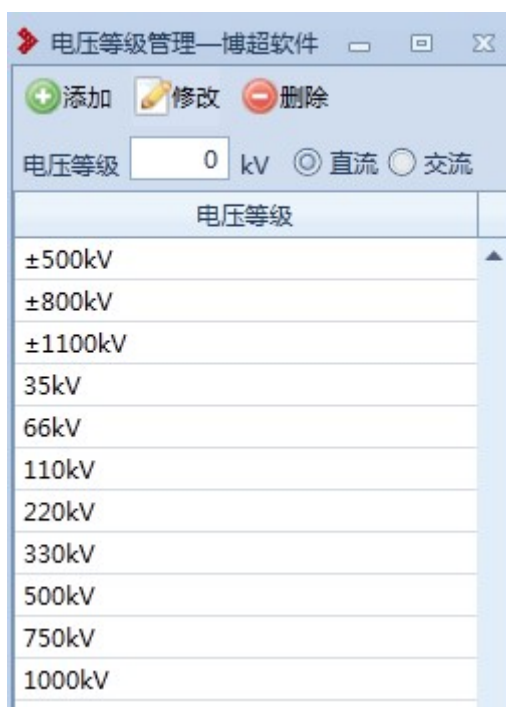 电压等级管理—博超软件
添加 修改 删除
电压等级 0 kV 直流 交流
电压等级
±500kV
±800kV
±1100kV
35kV
66kV
110kV
220kV
330kV
500kV
750kV
1000kV